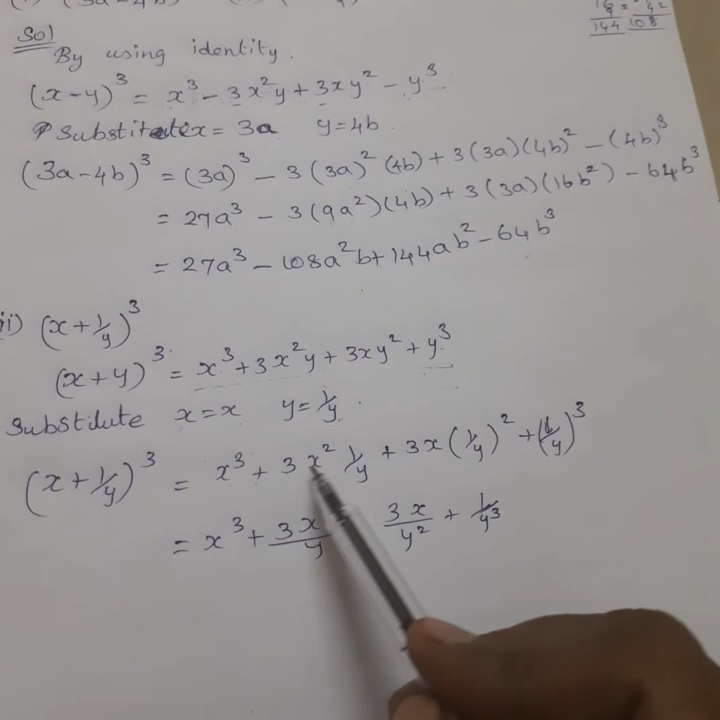 Sol
By using identity.
(x-y)³ = x³ - 3x²y + 3xy² - y³
Substitute x = 3a y = 4b
(3a-4b)³ = (3a)³ - 3(3a)²(4b) + 3(3a)(4b)² - (4b)³
= 27a³ - 3(9a²)(4b) + 3(3a)(16b²) - 64b³
= 27a³ - 108a²b + 144ab² - 64b³
ii) (x + 1/y)³
(x+y)³ = x³ + 3x²y + 3xy² + y³
Substitute x = x y = 1/y.
(x + 1/y)³ = x³ + 3x² 1/y + 3x(1/y)² + (1/y)³
= x³ + 3x/y 3x/y² + 1/y³
144 108